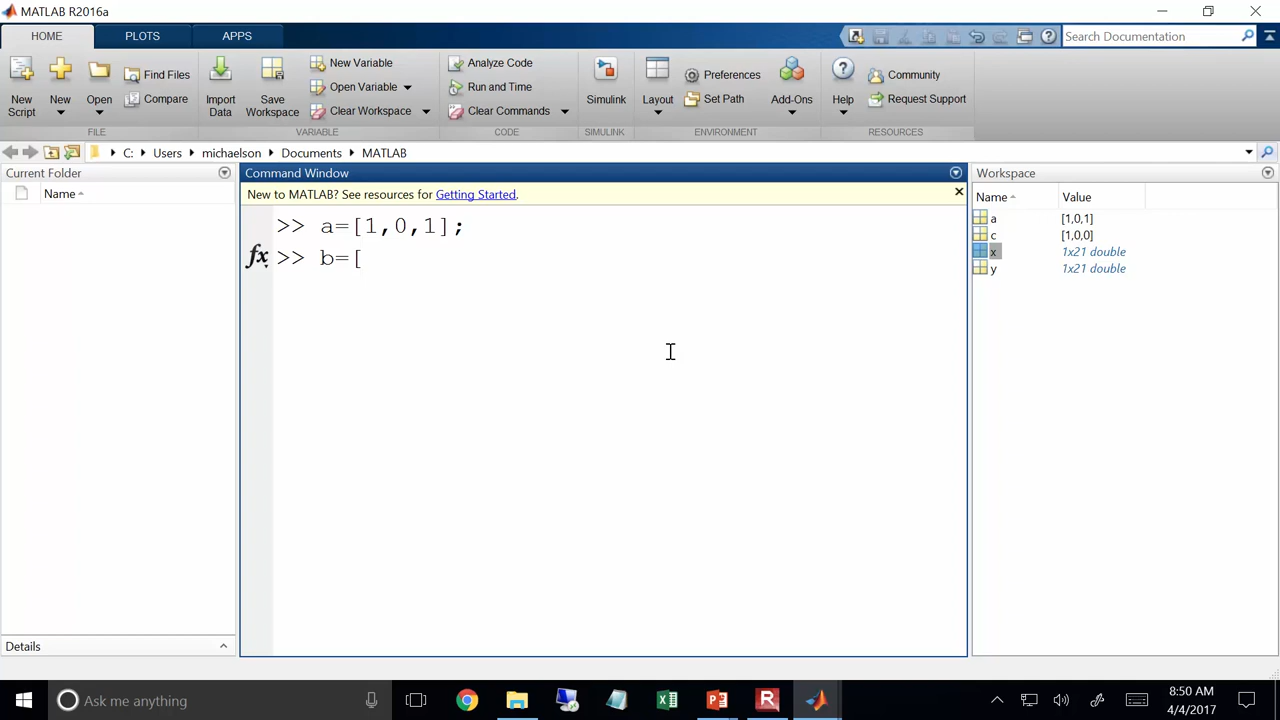 MATLAB R2016a
HOME PLOTS APPS
Search Documentation
New Script
New
Open
Find Files
Compare
Import Data
Save Workspace
New Variable
Open Variable
Clear Workspace
Analyze Code
Run and Time
Clear Commands
Simulink
Layout
Preferences
Set Path
Add-Ons
Help
Community
Request Support
FILE VARIABLE CODE SIMULINK ENVIRONMENT RESOURCES
C: Users michaelson Documents MATLAB
Current Folder
Name
Details
Command Window
New to MATLAB? See resources for Getting Started.
>> a=[1,0,1];
fx >> b=[
Workspace
Name Value
a [1,0,1]
c [1,0,0]
x 1x21 double
y 1x21 double
Ask me anything
8:50 AM
4/4/2017